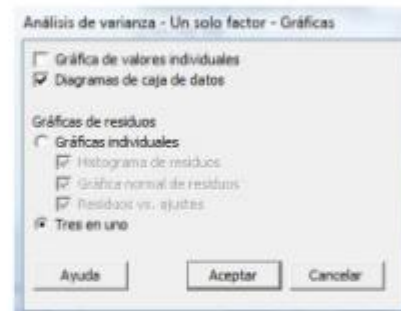 Análisis de varianza - Un solo factor - Gráficas
Gráfica de valores individuales
Diagramas de caja de datos
Gráficas de residuos
Gráficas individuales
Histograma de residuos
Gráfica normal de residuos
Residuos vs. ajustes
Tres en uno
Ayuda Aceptar Cancelar